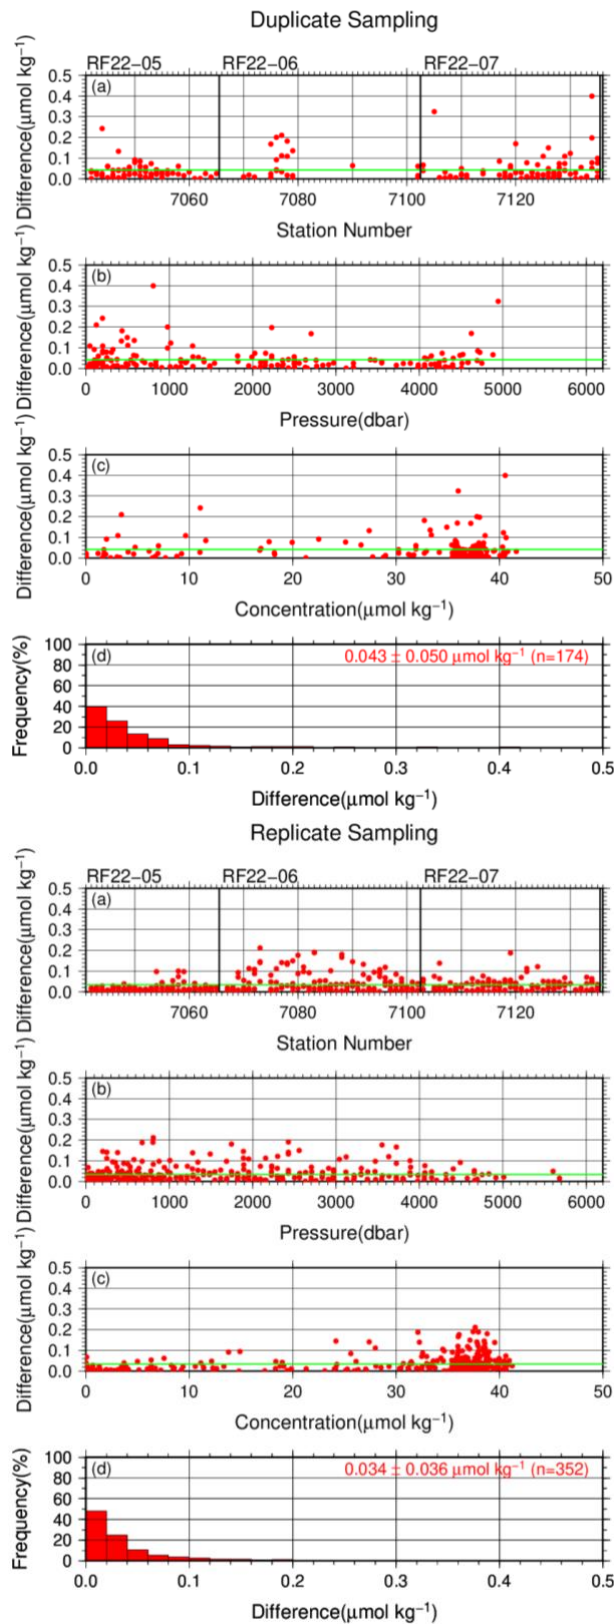 Duplicate Sampling
RF22-05 RF22-06 RF22-07
(a)
Difference(μmol kg⁻¹)
0.5
0.4
0.3
0.2
0.1
0.0
7060 7080 7100 7120
Station Number
(b)
Difference(μmol kg⁻¹)
0.5
0.4
0.3
0.2
0.1
0.0
0 1000 2000 3000 4000 5000 6000
Pressure(dbar)
(c)
Difference(μmol kg⁻¹)
0.5
0.4
0.3
0.2
0.1
0.0
0 10 20 30 40 50
Concentration(μmol kg⁻¹)
(d)
0.043 ± 0.050 μmol kg⁻¹ (n=174)
Frequency(%)
100
80
60
40
20
0
0.0 0.1 0.2 0.3 0.4 0.5
Difference(μmol kg⁻¹)
Replicate Sampling
RF22-05 RF22-06 RF22-07
(a)
Difference(μmol kg⁻¹)
0.5
0.4
0.3
0.2
0.1
0.0
7060 7080 7100 7120
Station Number
(b)
Difference(μmol kg⁻¹)
0.5
0.4
0.3
0.2
0.1
0.0
0 1000 2000 3000 4000 5000 6000
Pressure(dbar)
(c)
Difference(μmol kg⁻¹)
0.5
0.4
0.3
0.2
0.1
0.0
0 10 20 30 40 50
Concentration(μmol kg⁻¹)
(d)
0.034 ± 0.036 μmol kg⁻¹ (n=352)
Frequency(%)
100
80
60
40
20
0
0.0 0.1 0.2 0.3 0.4 0.5
Difference(μmol kg⁻¹)